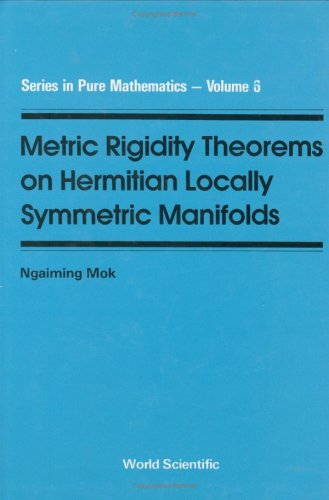 Series in Pure Mathematics – Volume 6
Metric Rigidity Theorems
on Hermitian Locally
Symmetric Manifolds
Ngaiming Mok
World Scientific